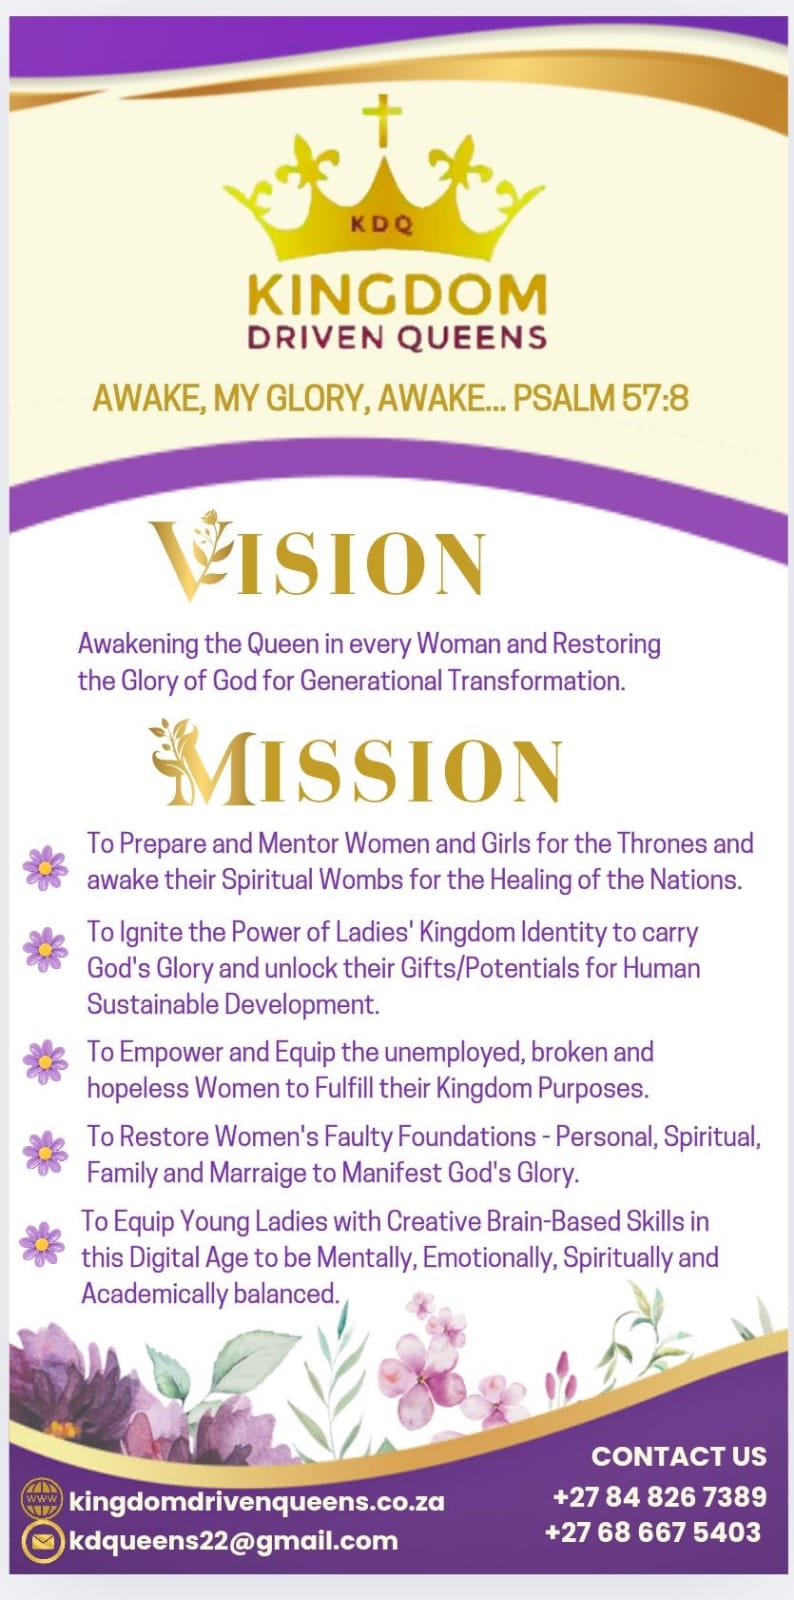 KDQ
KINGDOM
DRIVEN QUEENS
AWAKE, MY GLORY, AWAKE... PSALM 57:8
VISION
Awakening the Queen in every Woman and Restoring
the Glory of God for Generational Transformation.
MISSION
To Prepare and Mentor Women and Girls for the Thrones and
awake their Spiritual Wombs for the Healing of the Nations.
To Ignite the Power of Ladies' Kingdom Identity to carry
God's Glory and unlock their Gifts/Potentials for Human
Sustainable Development.
To Empower and Equip the unemployed, broken and
hopeless Women to Fulfill their Kingdom Purposes.
To Restore Women's Faulty Foundations - Personal, Spiritual,
Family and Marraige to Manifest God's Glory.
To Equip Young Ladies with Creative Brain-Based Skills in
this Digital Age to be Mentally, Emotionally, Spiritually and
Academically balanced.
CONTACT US
www kingdomdrivenqueens.co.za
+27 84 826 7389
kdqueens22@gmail.com
+27 68 667 5403